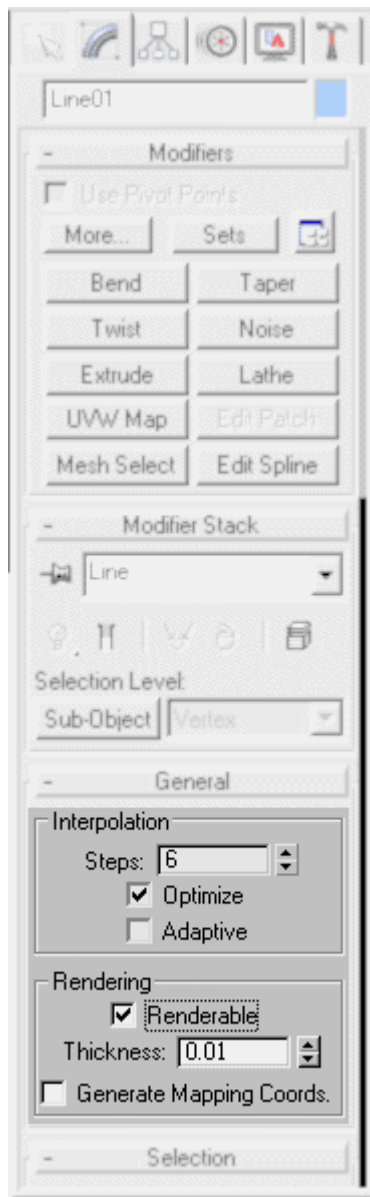 Line01
- Modifiers
Use Pivot Points
More... Sets
Bend Taper
Twist Noise
Extrude Lathe
UVW Map Edit Patch
Mesh Select Edit Spline
- Modifier Stack
Line
Selection Level:
Sub-Object Vertex
- General
Interpolation
Steps: 6
Optimize
Adaptive
Rendering
Renderable
Thickness: 0.01
Generate Mapping Coords.
- Selection